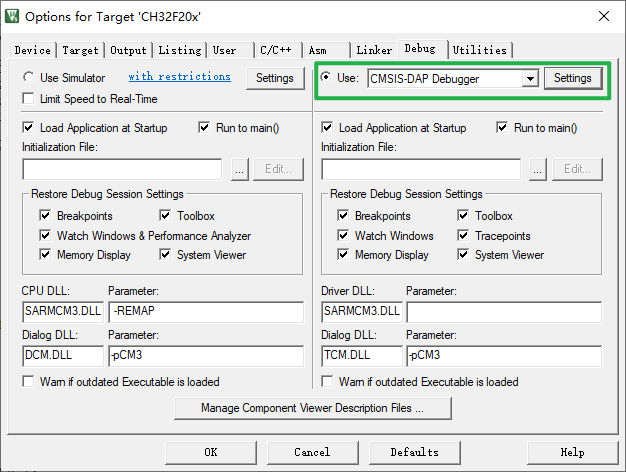 Options for Target 'CH32F20x'
Device Target Output Listing User C/C++ Asm Linker Debug Utilities
Use Simulator with restrictions Settings
Limit Speed to Real-Time
Use: CMSIS-DAP Debugger Settings
Load Application at Startup Run to main()
Initialization File:
... Edit...
Restore Debug Session Settings
Breakpoints Toolbox
Watch Windows & Performance Analyzer
Memory Display System Viewer
CPU DLL: Parameter:
SARMCM3.DLL -REMAP
Dialog DLL: Parameter:
DCM.DLL -pCM3
Warn if outdated Executable is loaded
Load Application at Startup Run to main()
Initialization File:
... Edit...
Restore Debug Session Settings
Breakpoints Toolbox
Watch Windows Tracepoints
Memory Display System Viewer
Driver DLL: Parameter:
SARMCM3.DLL
Dialog DLL: Parameter:
TCM.DLL -pCM3
Warn if outdated Executable is loaded
Manage Component Viewer Description Files ...
OK Cancel Defaults Help